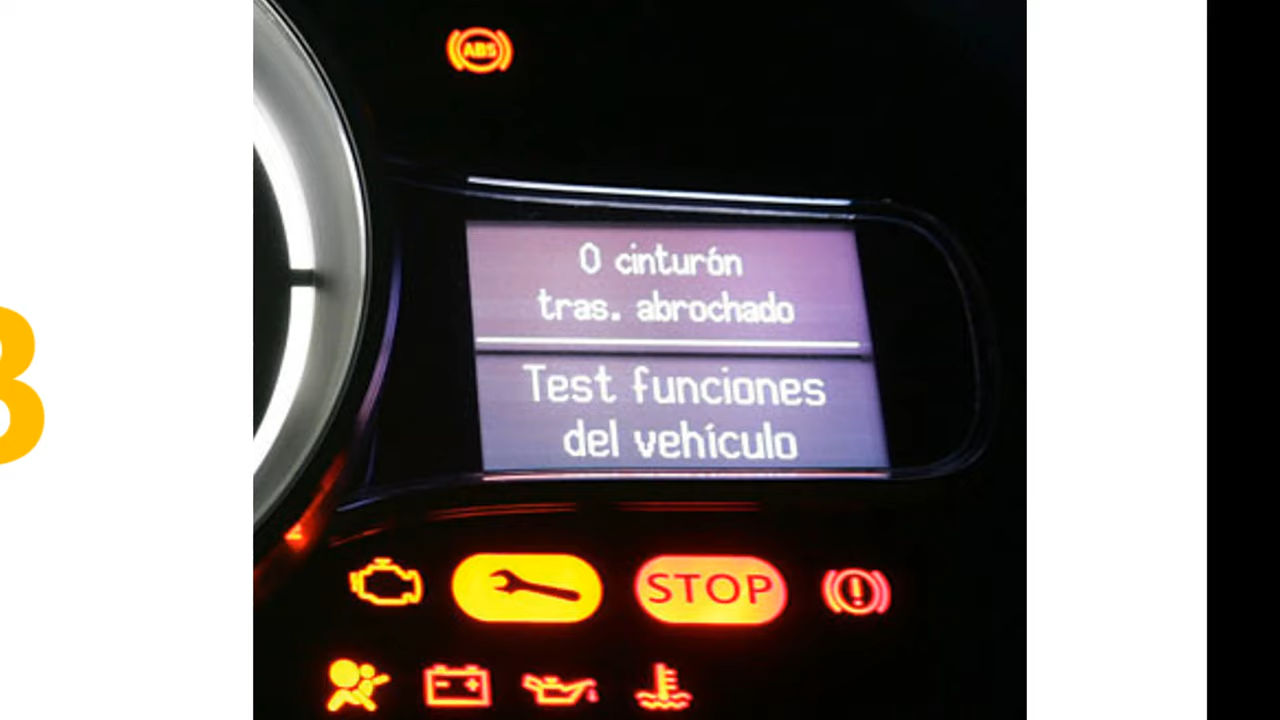 ABS
0 cinturón
tras. abrochado
Test funciones
del vehículo
STOP